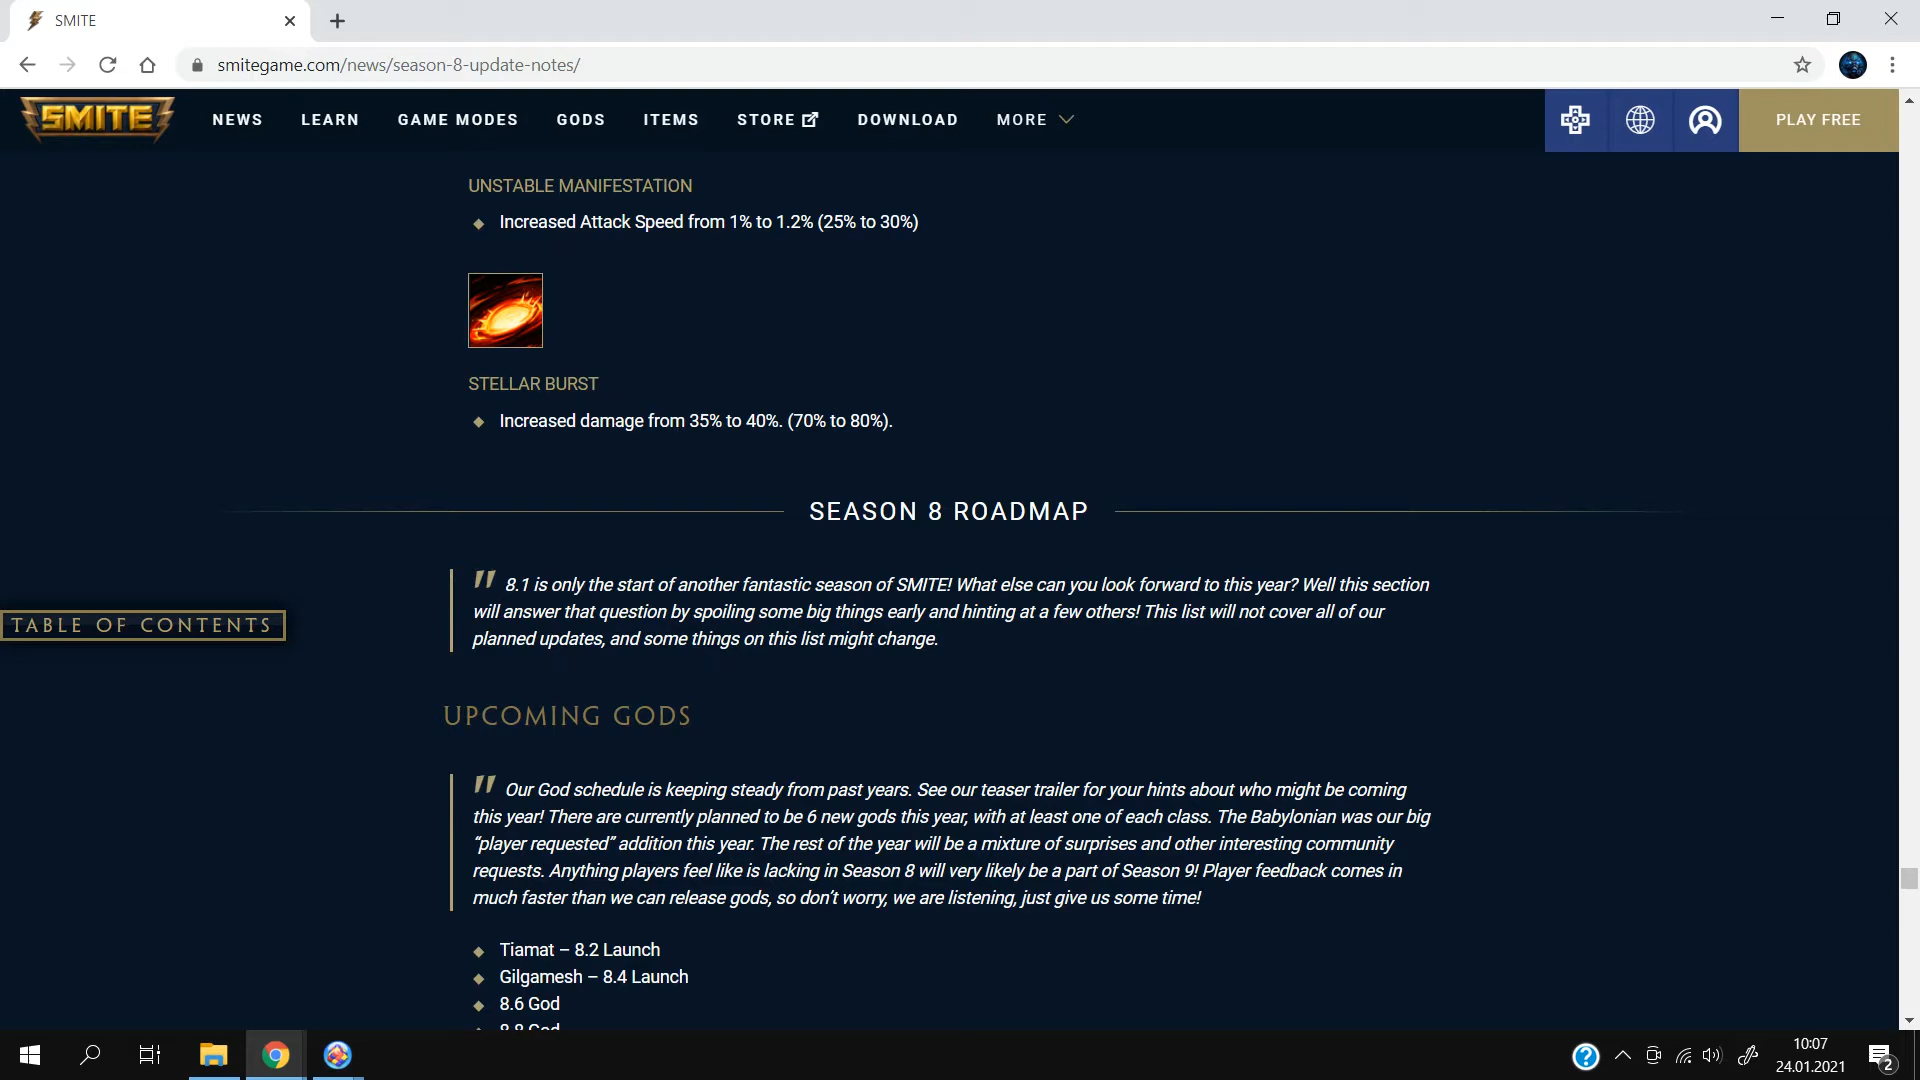 SMITE
smitegame.com/news/season-8-update-notes/
SMITE
NEWS LEARN GAME MODES GODS ITEMS STORE DOWNLOAD MORE PLAY FREE
UNSTABLE MANIFESTATION
Increased Attack Speed from 1% to 1.2% (25% to 30%)
STELLAR BURST
Increased damage from 35% to 40%. (70% to 80%).
SEASON 8 ROADMAP
" 8.1 is only the start of another fantastic season of SMITE! What else can you look forward to this year? Well this section
will answer that question by spoiling some big things early and hinting at a few others! This list will not cover all of our
planned updates, and some things on this list might change.
TABLE OF CONTENTS
UPCOMING GODS
" Our God schedule is keeping steady from past years. See our teaser trailer for your hints about who might be coming
this year! There are currently planned to be 6 new gods this year, with at least one of each class. The Babylonian was our big
“player requested” addition this year. The rest of the year will be a mixture of surprises and other interesting community
requests. Anything players feel like is lacking in Season 8 will very likely be a part of Season 9! Player feedback comes in
much faster than we can release gods, so don’t worry, we are listening, just give us some time!
Tiamat – 8.2 Launch
Gilgamesh – 8.4 Launch
8.6 God
8.8 God
10:07
24.01.2021
2